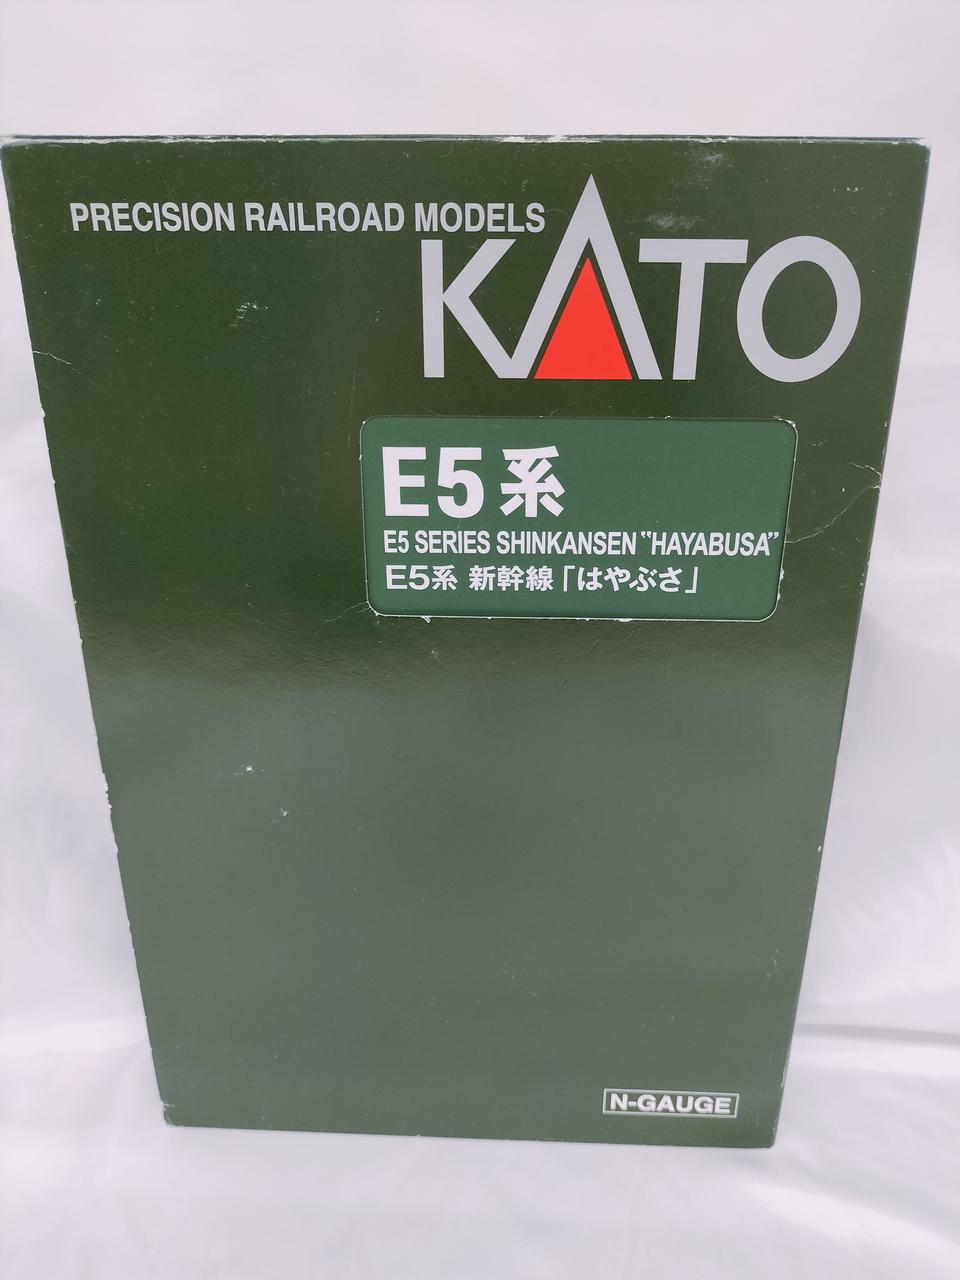 PRECISION RAILROAD MODELS
KATO
E5系
E5 SERIES SHINKANSEN "HAYABUSA"
E5系 新幹線「はやぶさ」
N-GAUGE